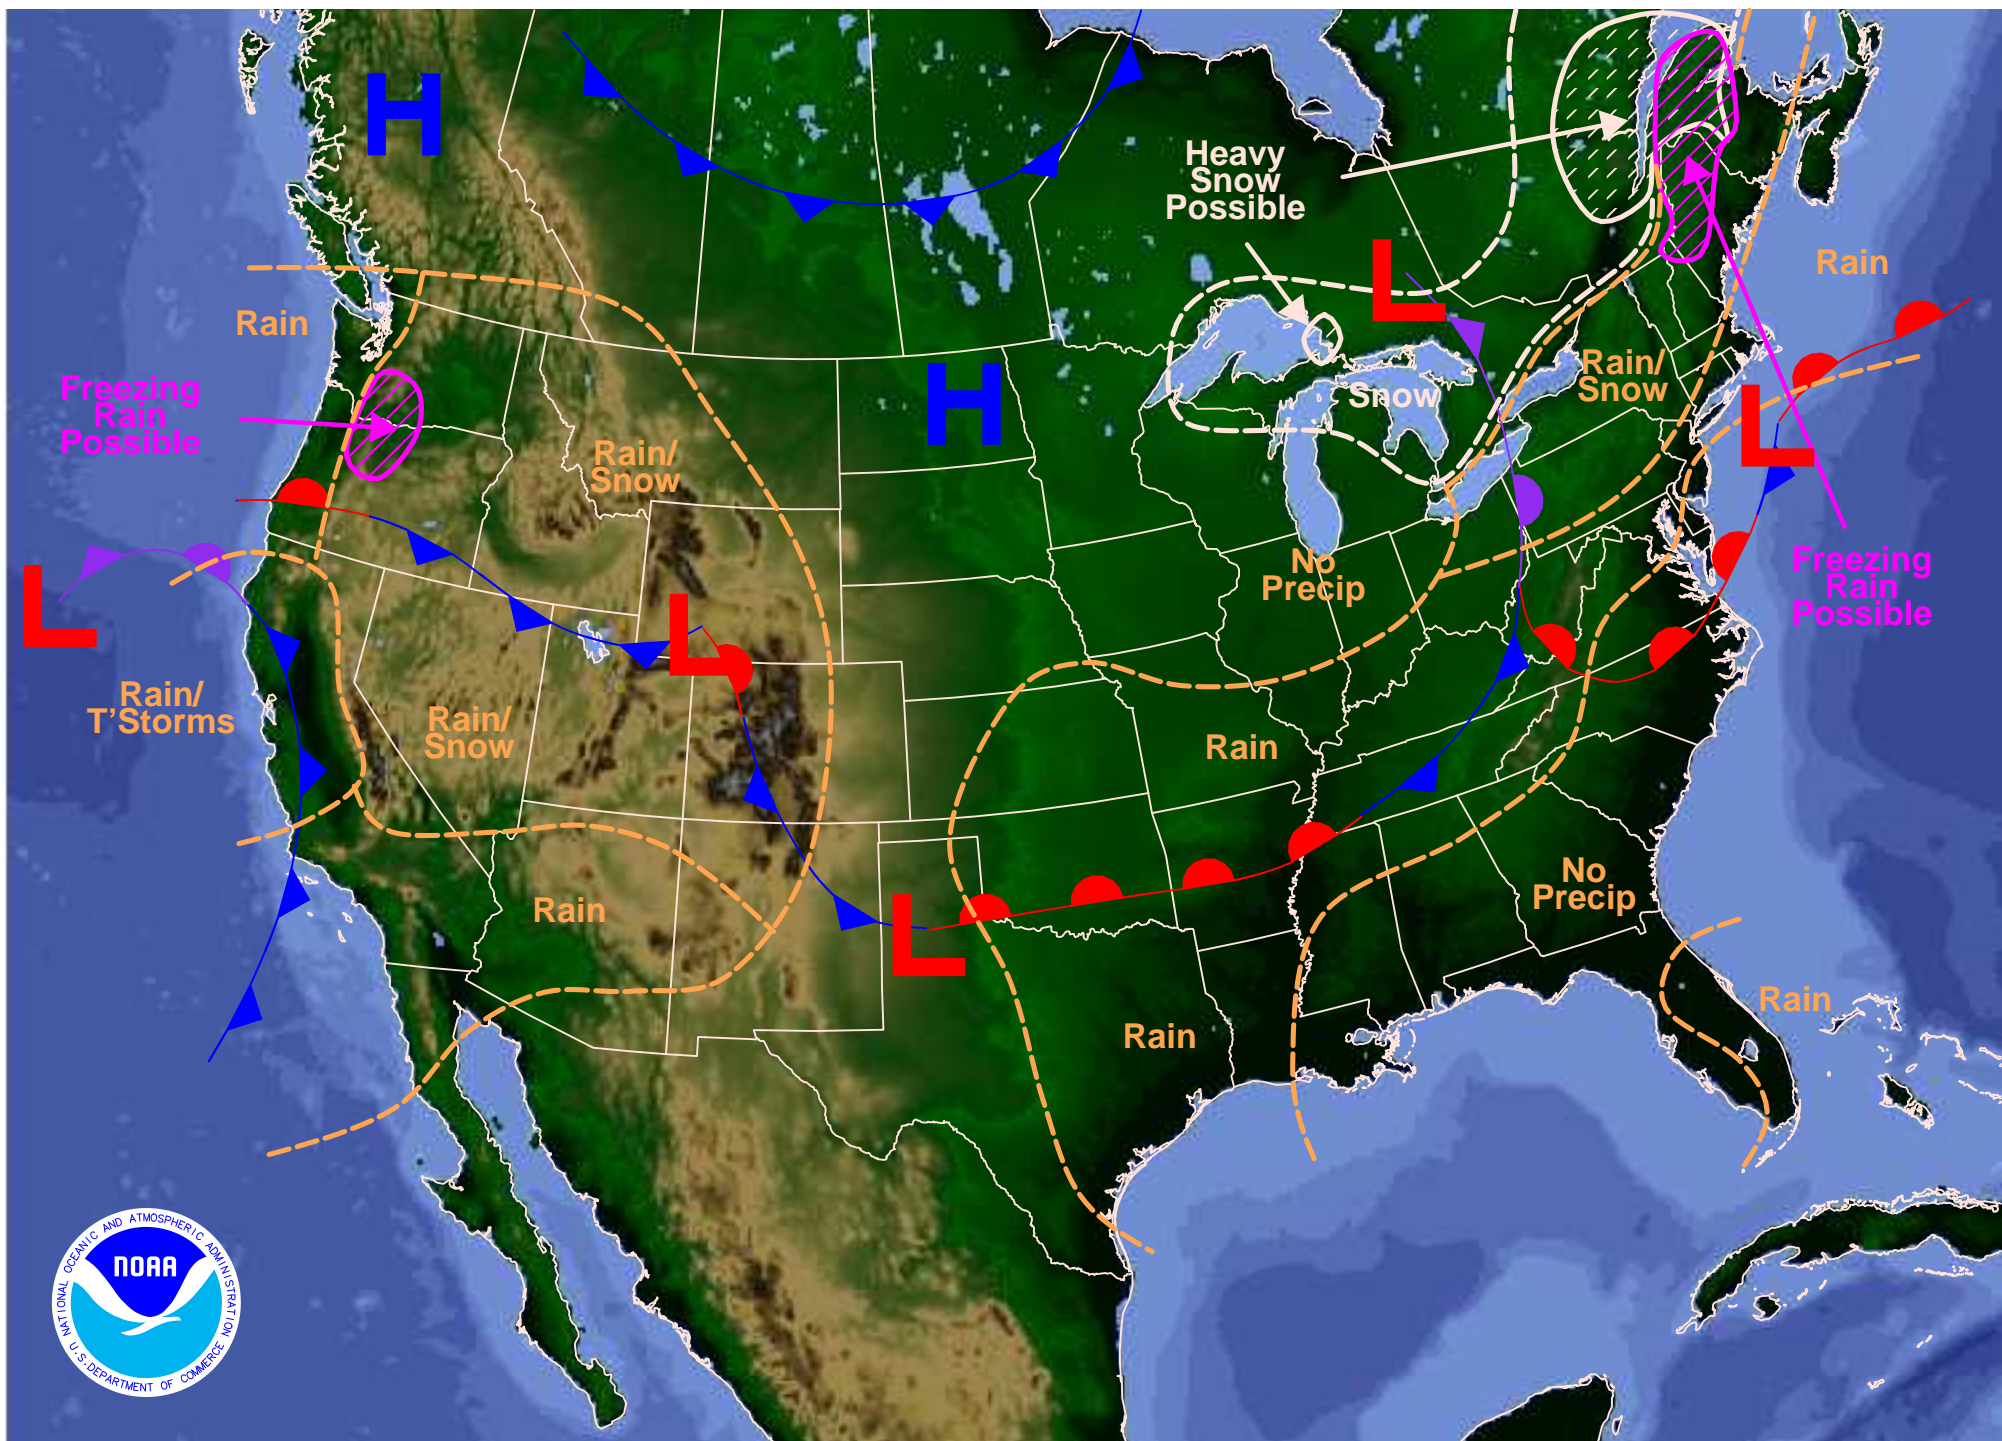 H
Heavy
Snow
Possible
L
Rain
Rain
Freezing
Rain
Possible
H
Snow
Rain/
Snow
L
Rain/
Snow
No
Precip
Freezing
Rain
Possible
L
L
Rain/
T'Storms
Rain/
Snow
Rain
No
Precip
Rain
L
Rain
Rain
NOAA
NATIONAL OCEANIC AND ATMOSPHERIC ADMINISTRATION
U.S. DEPARTMENT OF COMMERCE